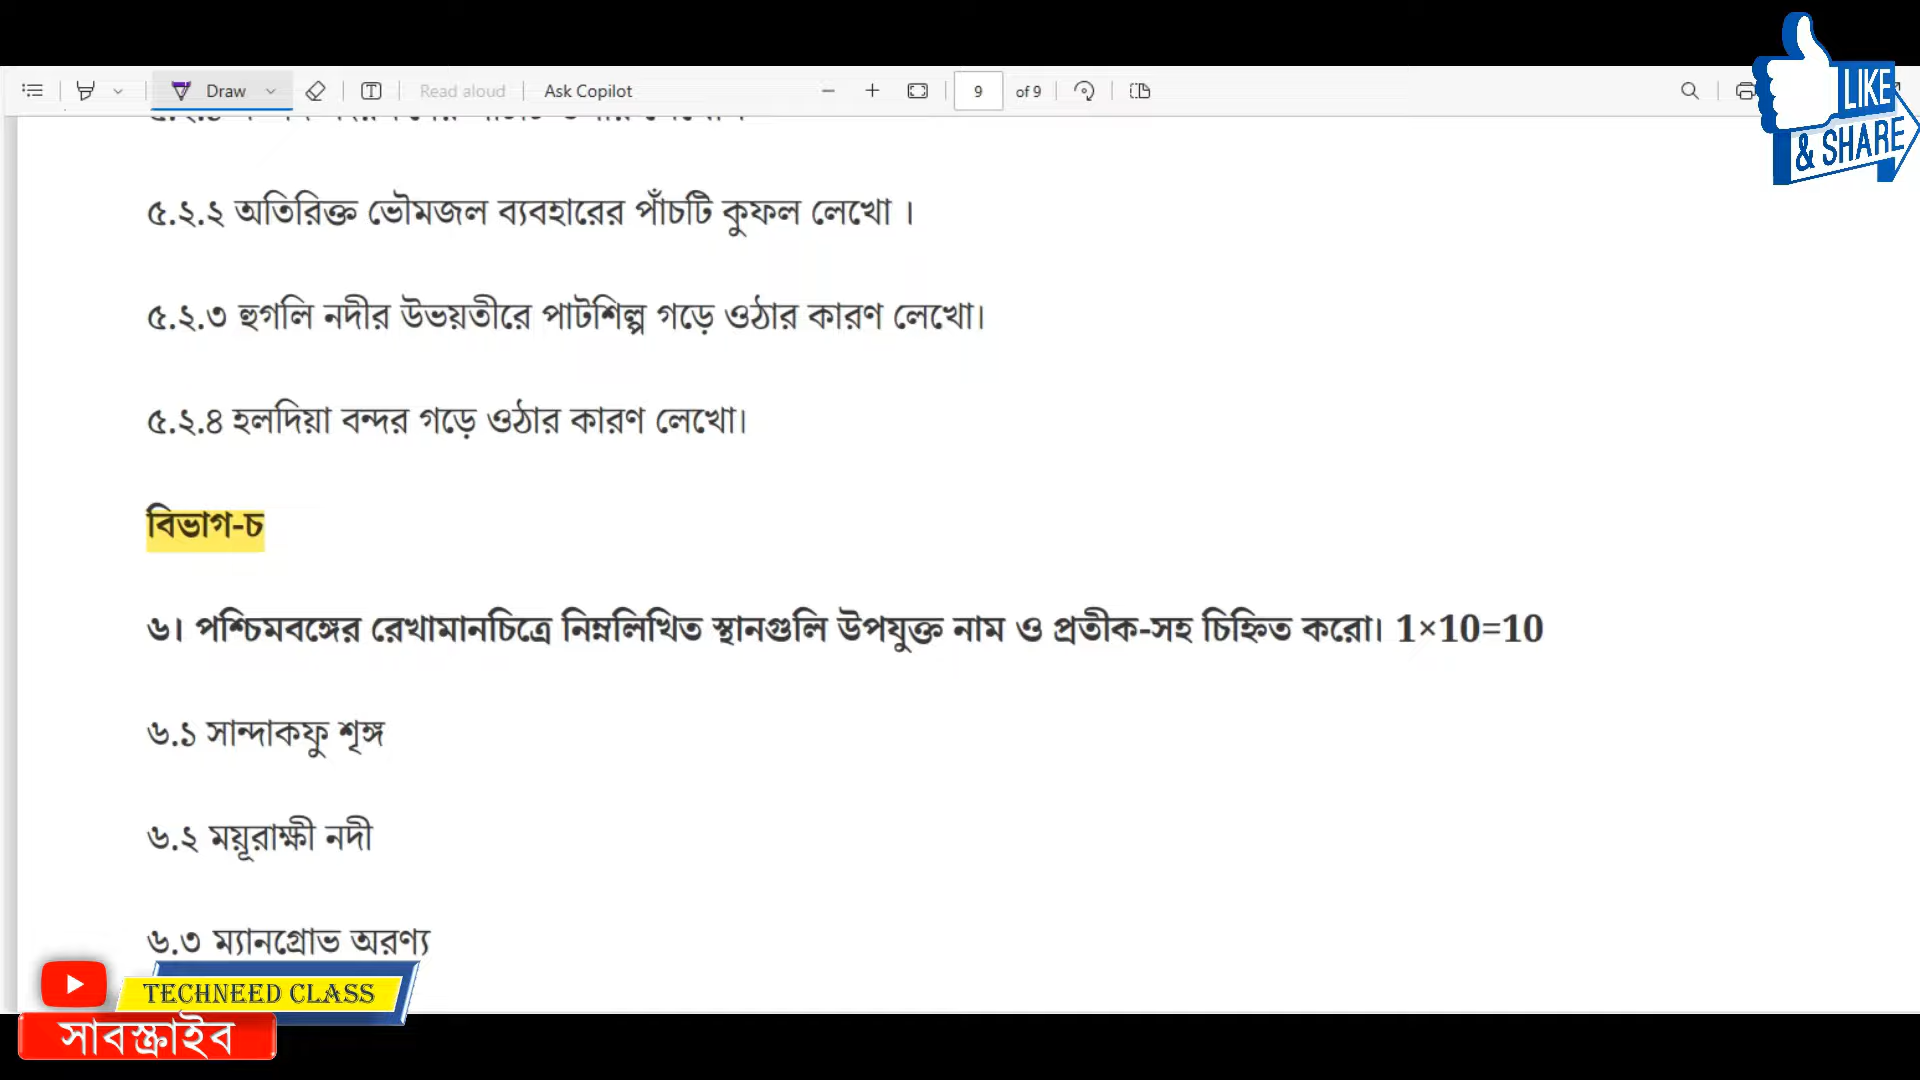 Draw
Read aloud
Ask Copilot
9 of 9
LIKE
& SHARE
৫.২.২ অতিরিক্ত ভৌমজল ব্যবহারের পাঁচটি কুফল লেখো ।
৫.২.৩ হুগলি নদীর উভয়তীরে পাটশিল্প গড়ে ওঠার কারণ লেখো।
৫.২.৪ হলদিয়া বন্দর গড়ে ওঠার কারণ লেখো।
বিভাগ-চ
৬। পশ্চিমবঙ্গের রেখামানচিত্রে নিম্নলিখিত স্থানগুলি উপযুক্ত নাম ও প্রতীক-সহ চিহ্নিত করো। 1×10=10
৬.১ সান্দাকফু শৃঙ্গ
৬.২ ময়ূরাক্ষী নদী
৬.৩ ম্যানগ্রোভ অরণ্য
TECHNEED CLASS
সাবস্ক্রাইব